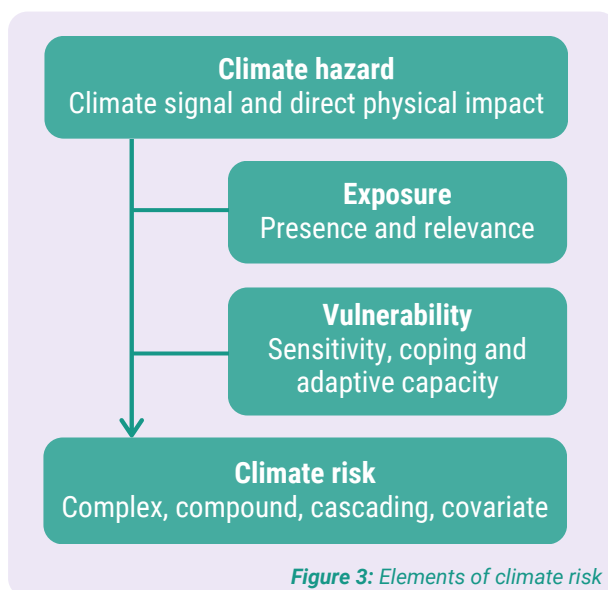 Climate hazard
Climate signal and direct physical impact
Exposure
Presence and relevance
Vulnerability
Sensitivity, coping and
adaptive capacity
Climate risk
Complex, compound, cascading, covariate
Figure 3: Elements of climate risk